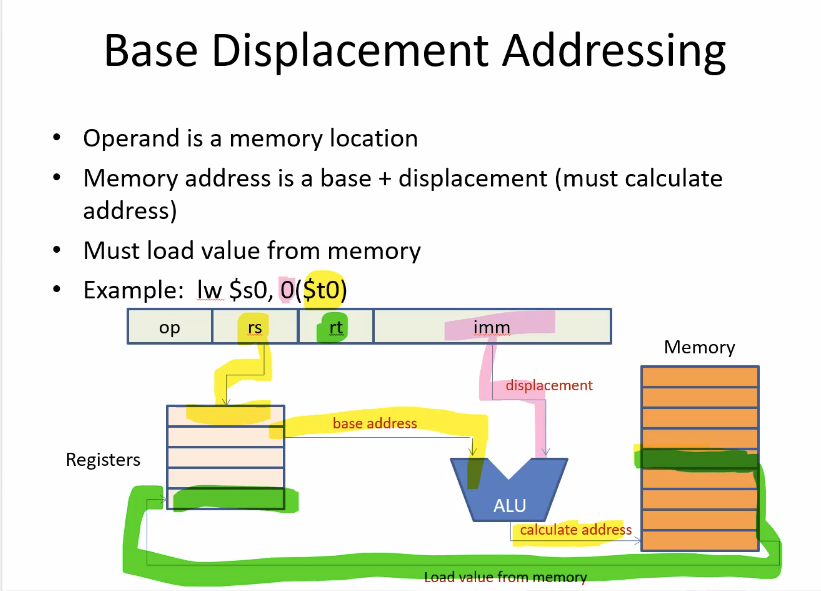 Base Displacement Addressing
• Operand is a memory location
• Memory address is a base + displacement (must calculate
address)
• Must load value from memory
• Example: lw $s0, 0($t0)
op rs rt imm
Memory
displacement
base address
Registers
ALU
calculate address
Load value from memory